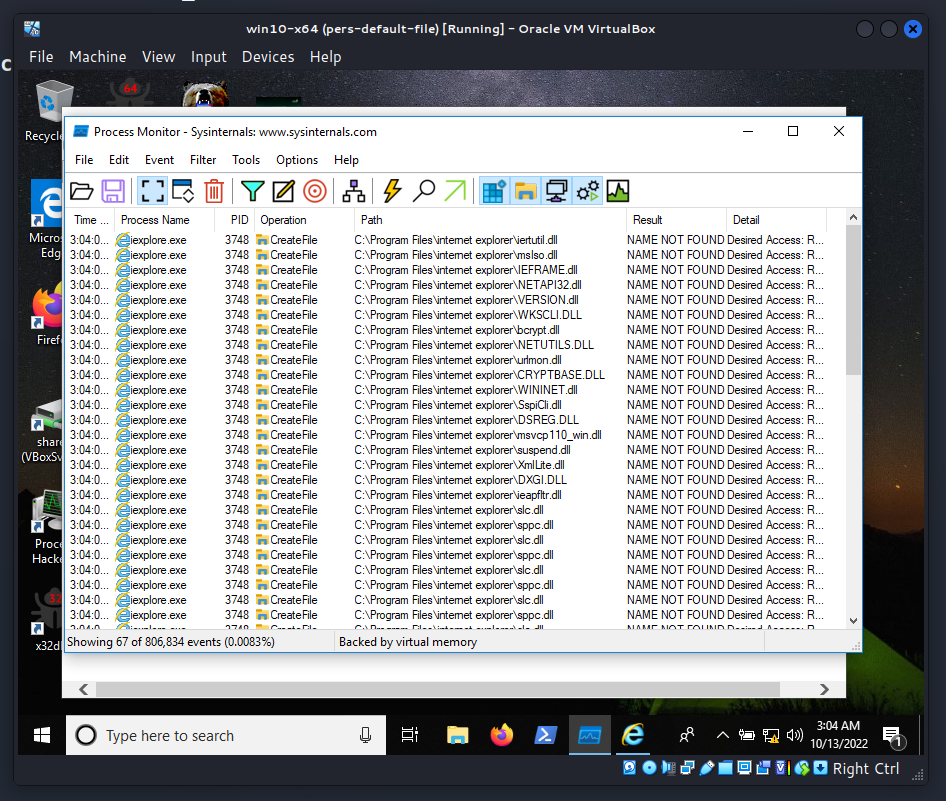 win10-x64 (pers-default-file) [Running] - Oracle VM VirtualBox
File Machine View Input Devices Help
64
Recycle
Process Monitor - Sysinternals: www.sysinternals.com
File Edit Event Filter Tools Options Help
Time ... Process Name PID Operation Path Result Detail
3:04:0... iexplore.exe 3748 CreateFile C:\Program Files\internet explorer\iertutil.dll NAME NOT FOUND Desired Access: R...
3:04:0... iexplore.exe 3748 CreateFile C:\Program Files\internet explorer\mslso.dll NAME NOT FOUND Desired Access: R...
3:04:0... iexplore.exe 3748 CreateFile C:\Program Files\internet explorer\IEFRAME.dll NAME NOT FOUND Desired Access: R...
3:04:0... iexplore.exe 3748 CreateFile C:\Program Files\internet explorer\NETAPI32.dll NAME NOT FOUND Desired Access: R...
3:04:0... iexplore.exe 3748 CreateFile C:\Program Files\internet explorer\VERSION.dll NAME NOT FOUND Desired Access: R...
3:04:0... iexplore.exe 3748 CreateFile C:\Program Files\internet explorer\WKSCLI.DLL NAME NOT FOUND Desired Access: R...
3:04:0... iexplore.exe 3748 CreateFile C:\Program Files\internet explorer\bcrypt.dll NAME NOT FOUND Desired Access: R...
3:04:0... iexplore.exe 3748 CreateFile C:\Program Files\internet explorer\NETUTILS.DLL NAME NOT FOUND Desired Access: R...
3:04:0... iexplore.exe 3748 CreateFile C:\Program Files\internet explorer\urlmon.dll NAME NOT FOUND Desired Access: R...
3:04:0... iexplore.exe 3748 CreateFile C:\Program Files\internet explorer\CRYPTBASE.DLL NAME NOT FOUND Desired Access: R...
3:04:0... iexplore.exe 3748 CreateFile C:\Program Files\internet explorer\WININET.dll NAME NOT FOUND Desired Access: R...
3:04:0... iexplore.exe 3748 CreateFile C:\Program Files\internet explorer\SspiCli.dll NAME NOT FOUND Desired Access: R...
3:04:0... iexplore.exe 3748 CreateFile C:\Program Files\internet explorer\DSREG.DLL NAME NOT FOUND Desired Access: R...
3:04:0... iexplore.exe 3748 CreateFile C:\Program Files\internet explorer\msvcp110_win.dll NAME NOT FOUND Desired Access: R...
3:04:0... iexplore.exe 3748 CreateFile C:\Program Files\internet explorer\suspend.dll NAME NOT FOUND Desired Access: R...
3:04:0... iexplore.exe 3748 CreateFile C:\Program Files\internet explorer\XmlLite.dll NAME NOT FOUND Desired Access: R...
3:04:0... iexplore.exe 3748 CreateFile C:\Program Files\internet explorer\DXGI.DLL NAME NOT FOUND Desired Access: R...
3:04:0... iexplore.exe 3748 CreateFile C:\Program Files\internet explorer\ieapfltr.dll NAME NOT FOUND Desired Access: R...
3:04:0... iexplore.exe 3748 CreateFile C:\Program Files\internet explorer\slc.dll NAME NOT FOUND Desired Access: R...
3:04:0... iexplore.exe 3748 CreateFile C:\Program Files\internet explorer\sppc.dll NAME NOT FOUND Desired Access: R...
3:04:0... iexplore.exe 3748 CreateFile C:\Program Files\internet explorer\slc.dll NAME NOT FOUND Desired Access: R...
3:04:0... iexplore.exe 3748 CreateFile C:\Program Files\internet explorer\sppc.dll NAME NOT FOUND Desired Access: R...
3:04:0... iexplore.exe 3748 CreateFile C:\Program Files\internet explorer\slc.dll NAME NOT FOUND Desired Access: R...
3:04:0... iexplore.exe 3748 CreateFile C:\Program Files\internet explorer\sppc.dll NAME NOT FOUND Desired Access: R...
3:04:0... iexplore.exe 3748 CreateFile C:\Program Files\internet explorer\slc.dll NAME NOT FOUND Desired Access: R...
3:04:0... iexplore.exe 3748 CreateFile C:\Program Files\internet explorer\sppc.dll NAME NOT FOUND Desired Access: R...
Showing 67 of 806,834 events (0.0083%) Backed by virtual memory
Micros
Edg
Firef
share
(VBoxSv
Proce
Hacke
32
x32d
Type here to search
3:04 AM
10/13/2022
1
Right Ctrl